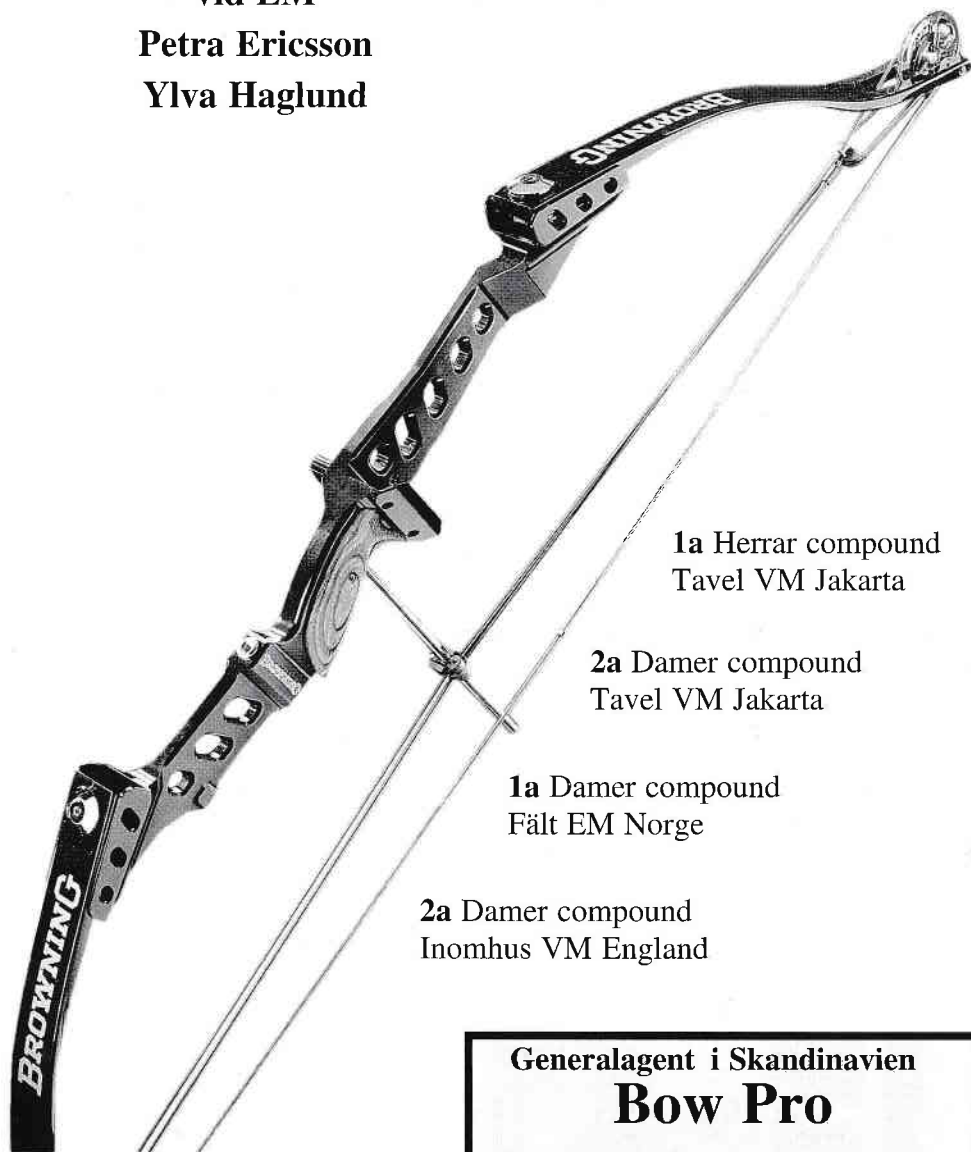 vid EM
Petra Ericsson
Ylva Haglund
BROWNING
1a Herrar compound
Tavel VM Jakarta
2a Damer compound
Tavel VM Jakarta
1a Damer compound
Fält EM Norge
2a Damer compound
Inomhus VM England
BROWNING
Generalagent i Skandinavien
Bow Pro